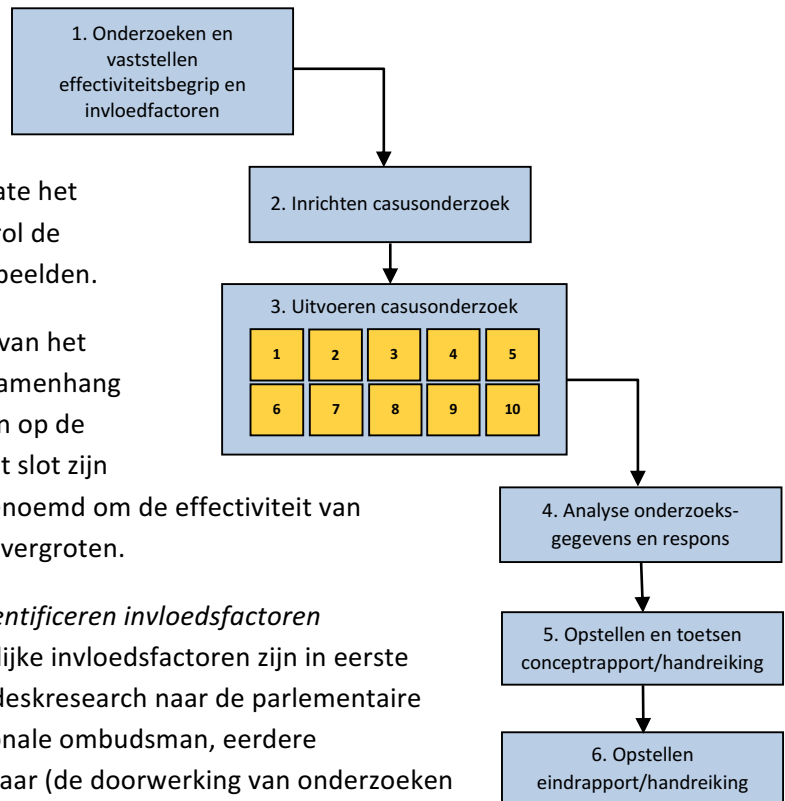 1. Onderzoeken en
vaststellen
effectiviteitsbegrip en
invloedfactoren
ate het
2. Inrichten casusonderzoek
rol de
beelden.
3. Uitvoeren casusonderzoek
van het
1 2 3 4 5
amenhang
6 7 8 9 10
n op de
t slot zijn
enoemd om de effectiviteit van
4. Analyse onderzoeks-
gegevens en respons
vergroten.
entificeren invloedsfactoren
lijke invloedsfactoren zijn in eerste
5. Opstellen en toetsen
conceptrapport/handreiking
deskresearch naar de parlementaire
onale ombudsman, eerdere
6. Opstellen
eindrapport/handreiking
aar (de doorwerking van onderzoeken